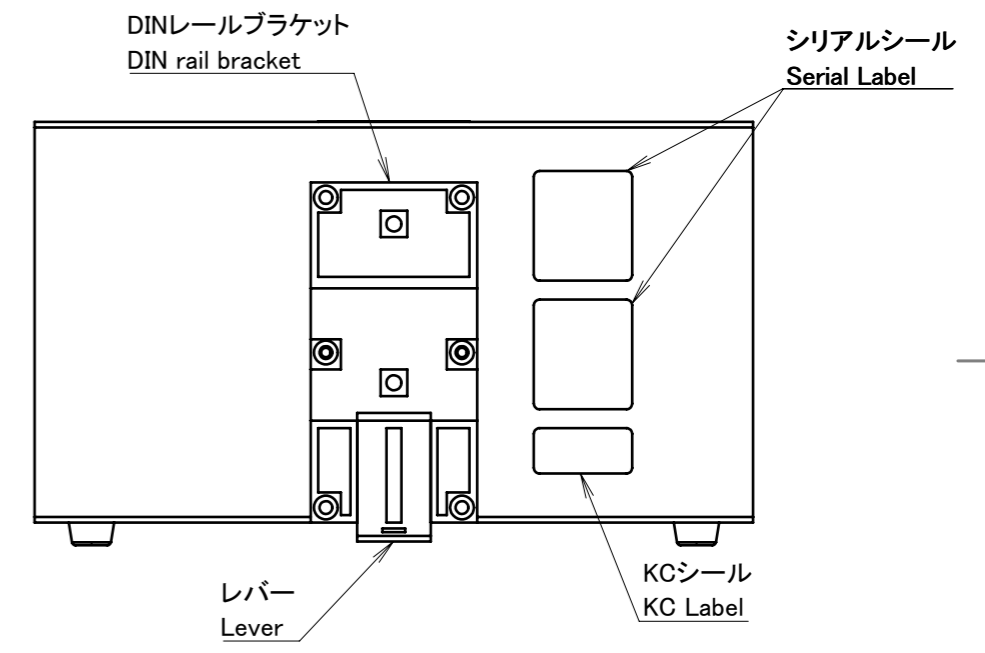 DINレールブラケット
DIN rail bracket
シリアルシール
Serial Label
レバー
Lever
KCシール
KC Label